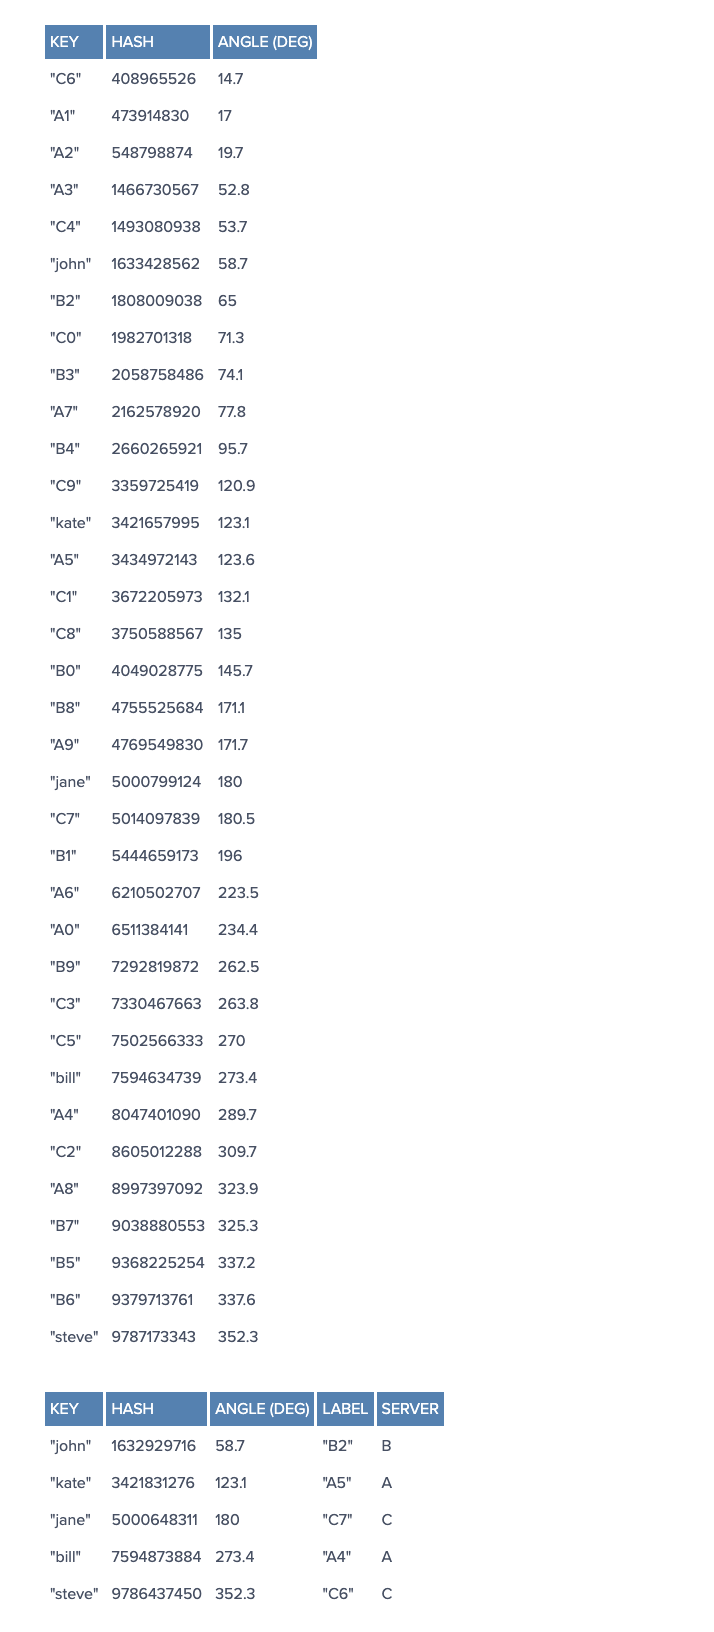 KEY HASH ANGLE (DEG)
"C6" 408965526 14.7
"A1" 473914830 17
"A2" 548798874 19.7
"A3" 1466730567 52.8
"C4" 1493080938 53.7
"john" 1633428562 58.7
"B2" 1808009038 65
"C0" 1982701318 71.3
"B3" 2058758486 74.1
"A7" 2162578920 77.8
"B4" 2660265921 95.7
"C9" 3359725419 120.9
"kate" 3421657995 123.1
"A5" 3434972143 123.6
"C1" 3672205973 132.1
"C8" 3750588567 135
"B0" 4049028775 145.7
"B8" 4755525684 171.1
"A9" 4769549830 171.7
"jane" 5000799124 180
"C7" 5014097839 180.5
"B1" 5444659173 196
"A6" 6210502707 223.5
"A0" 6511384141 234.4
"B9" 7292819872 262.5
"C3" 7330467663 263.8
"C5" 7502566333 270
"bill" 7594634739 273.4
"A4" 8047401090 289.7
"C2" 8605012288 309.7
"A8" 8997397092 323.9
"B7" 9038880553 325.3
"B5" 9368225254 337.2
"B6" 9379713761 337.6
"steve" 9787173343 352.3
KEY HASH ANGLE (DEG) LABEL SERVER
"john" 1632929716 58.7 "B2" B
"kate" 3421831276 123.1 "A5" A
"jane" 5000648311 180 "C7" C
"bill" 7594873884 273.4 "A4" A
"steve" 9786437450 352.3 "C6" C